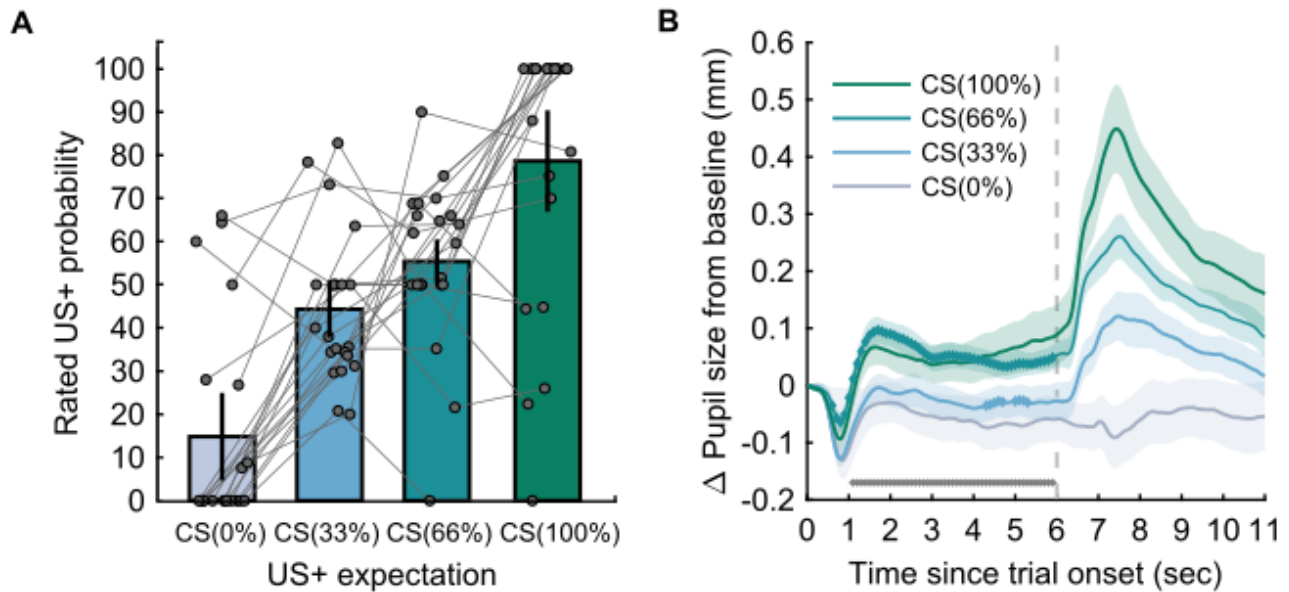 A
Rated US+ probability
100
90
80
70
60
50
40
30
20
10
0
CS(0%) CS(33%) CS(66%) CS(100%)
US+ expectation
B
Δ Pupil size from baseline (mm)
0.6
0.5
0.4
0.3
0.2
0.1
0
-0.1
-0.2
CS(100%)
CS(66%)
CS(33%)
CS(0%)
0 1 2 3 4 5 6 7 8 9 10 11
Time since trial onset (sec)